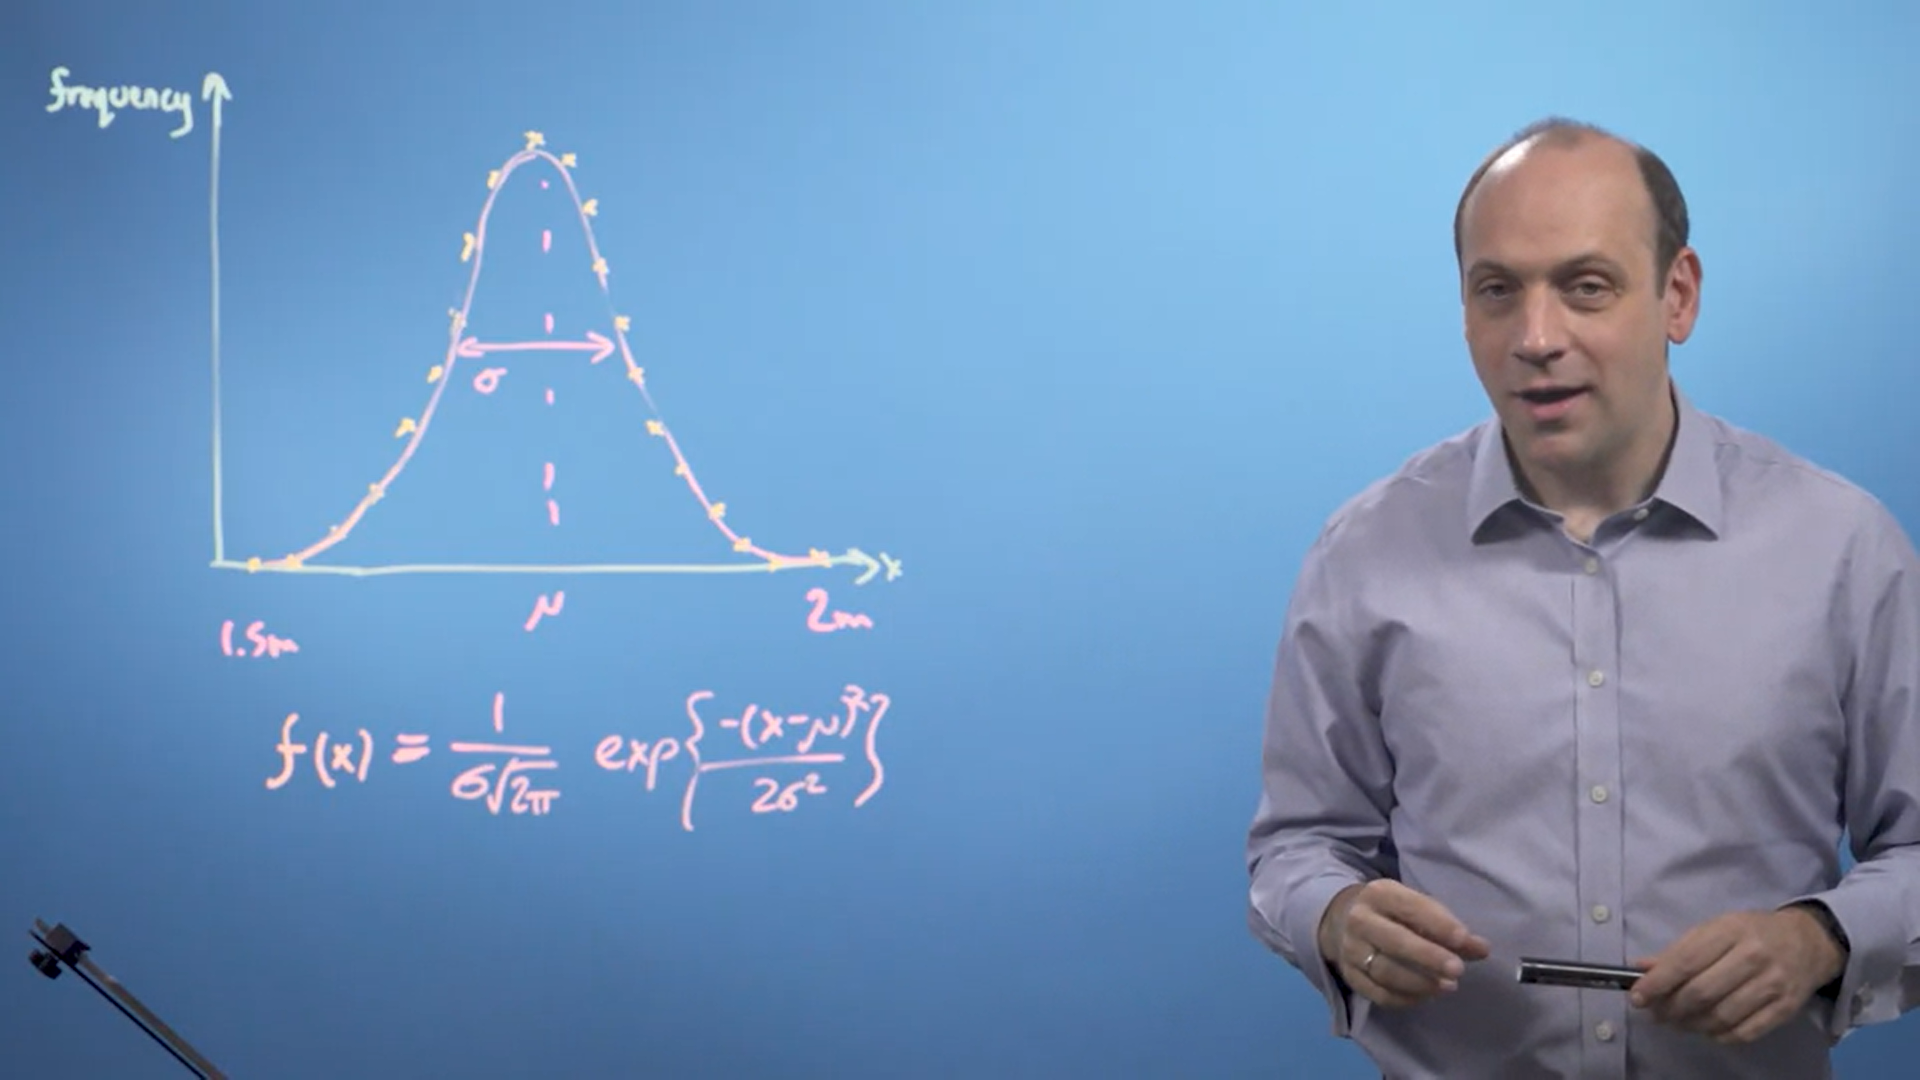 frequency
σ
x
1.5m
μ
2m
f(x) = 1/(σ√2π) exp{-(x-μ)²/2σ²}